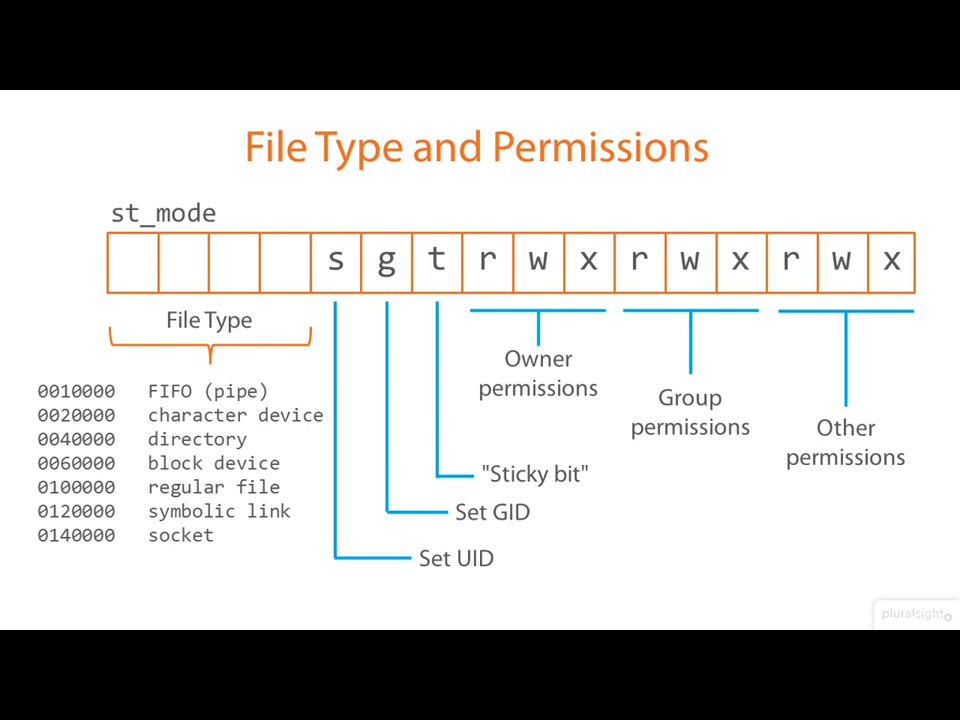 File Type and Permissions
st_mode
s g t r w x r w x r w x
File Type
Owner
permissions
Group
permissions
Other
permissions
0010000 FIFO (pipe)
0020000 character device
0040000 directory
0060000 block device
0100000 regular file
0120000 symbolic link
0140000 socket
"Sticky bit"
Set GID
Set UID
pluralsight